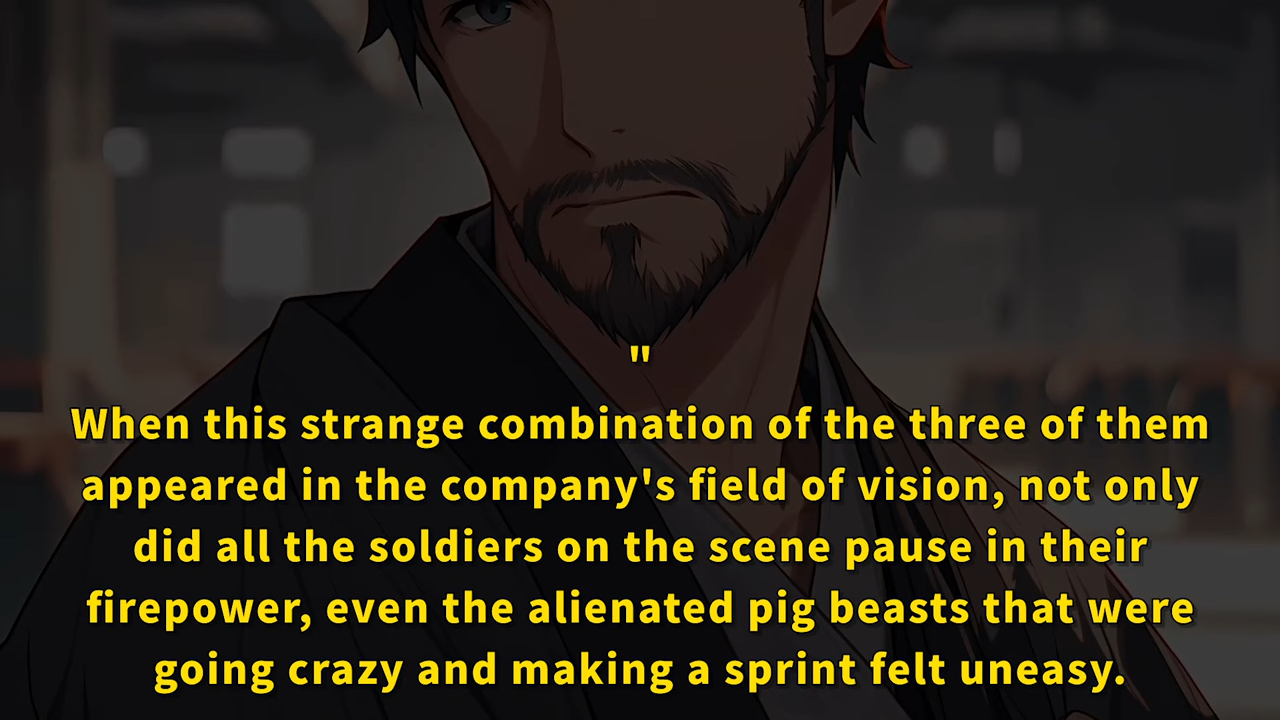 "
When this strange combination of the three of them
appeared in the company's field of vision, not only
did all the soldiers on the scene pause in their
firepower, even the alienated pig beasts that were
going crazy and making a sprint felt uneasy.